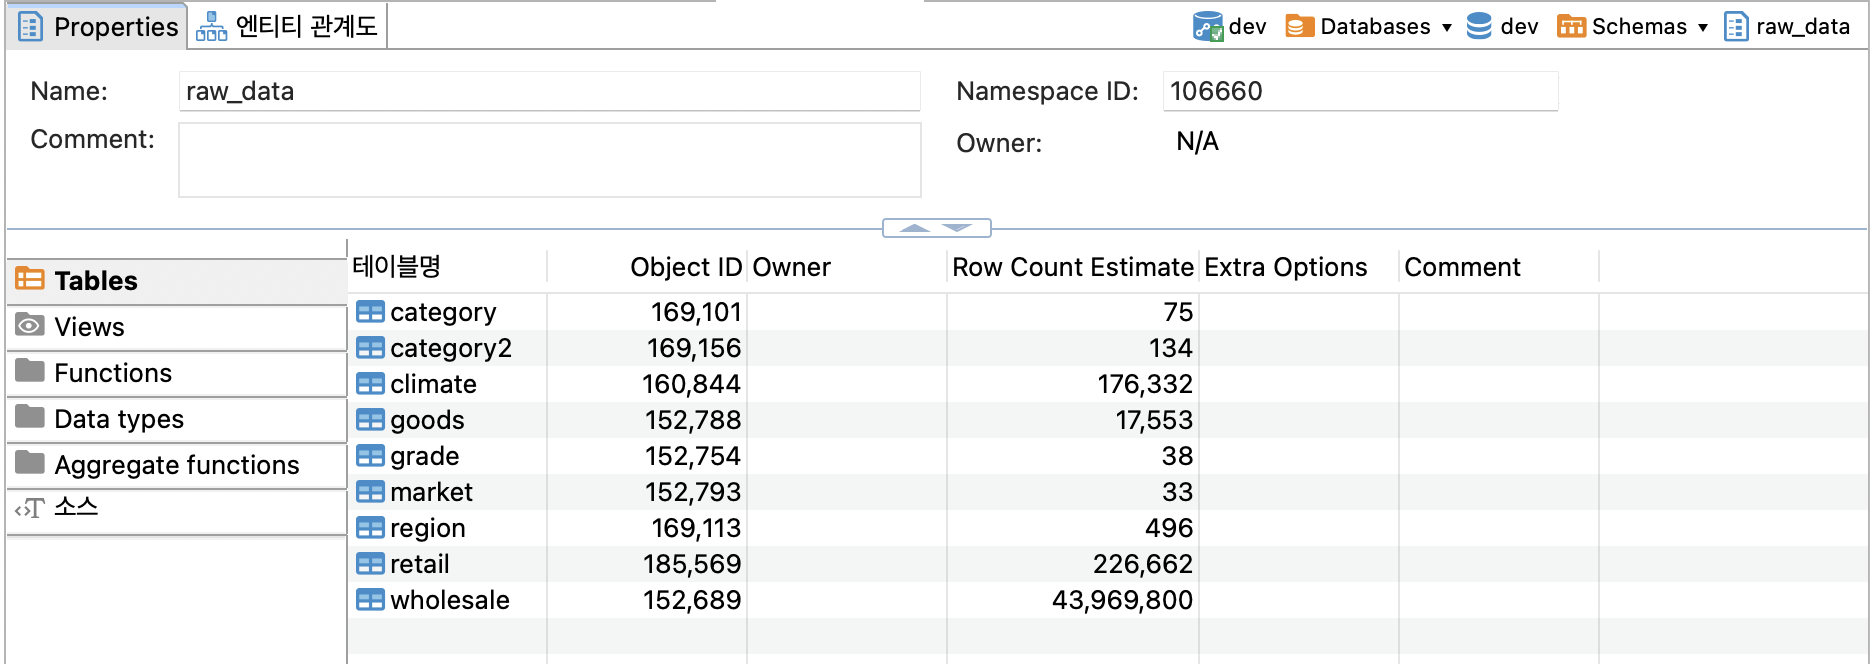 Properties 엔티티 관계도 dev Databases dev Schemas raw_data
Name: raw_data Namespace ID: 106660
Comment: Owner: N/A
테이블명 Object ID Owner Row Count Estimate Extra Options Comment
Tables
Views
Functions
Data types
Aggregate functions
소스
category 169,101 75
category2 169,156 134
climate 160,844 176,332
goods 152,788 17,553
grade 152,754 38
market 152,793 33
region 169,113 496
retail 185,569 226,662
wholesale 152,689 43,969,800